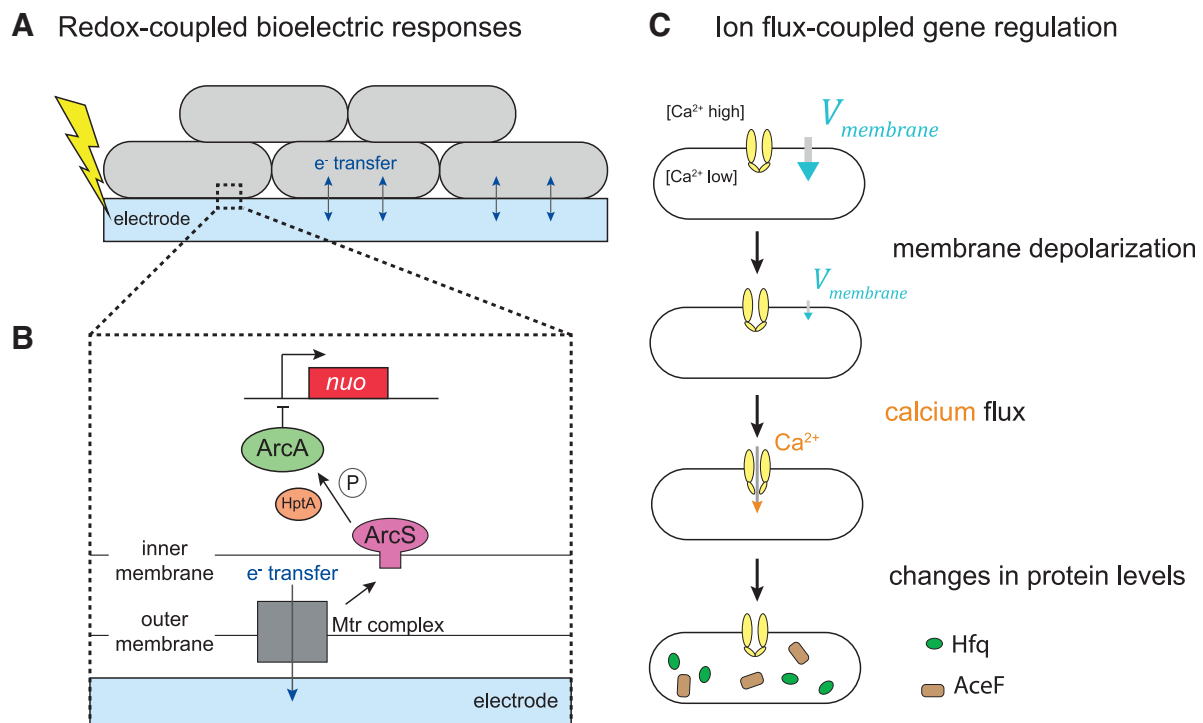 A Redox-coupled bioelectric responses
e⁻ transfer
electrode
B
nuo
ArcA
P
HptA
ArcS
inner
membrane
e⁻ transfer
outer
membrane
Mtr complex
electrode
C Ion flux-coupled gene regulation
[Ca²⁺ high]
V membrane
[Ca²⁺ low]
membrane depolarization
V membrane
calcium flux
Ca²⁺
changes in protein levels
Hfq
AceF